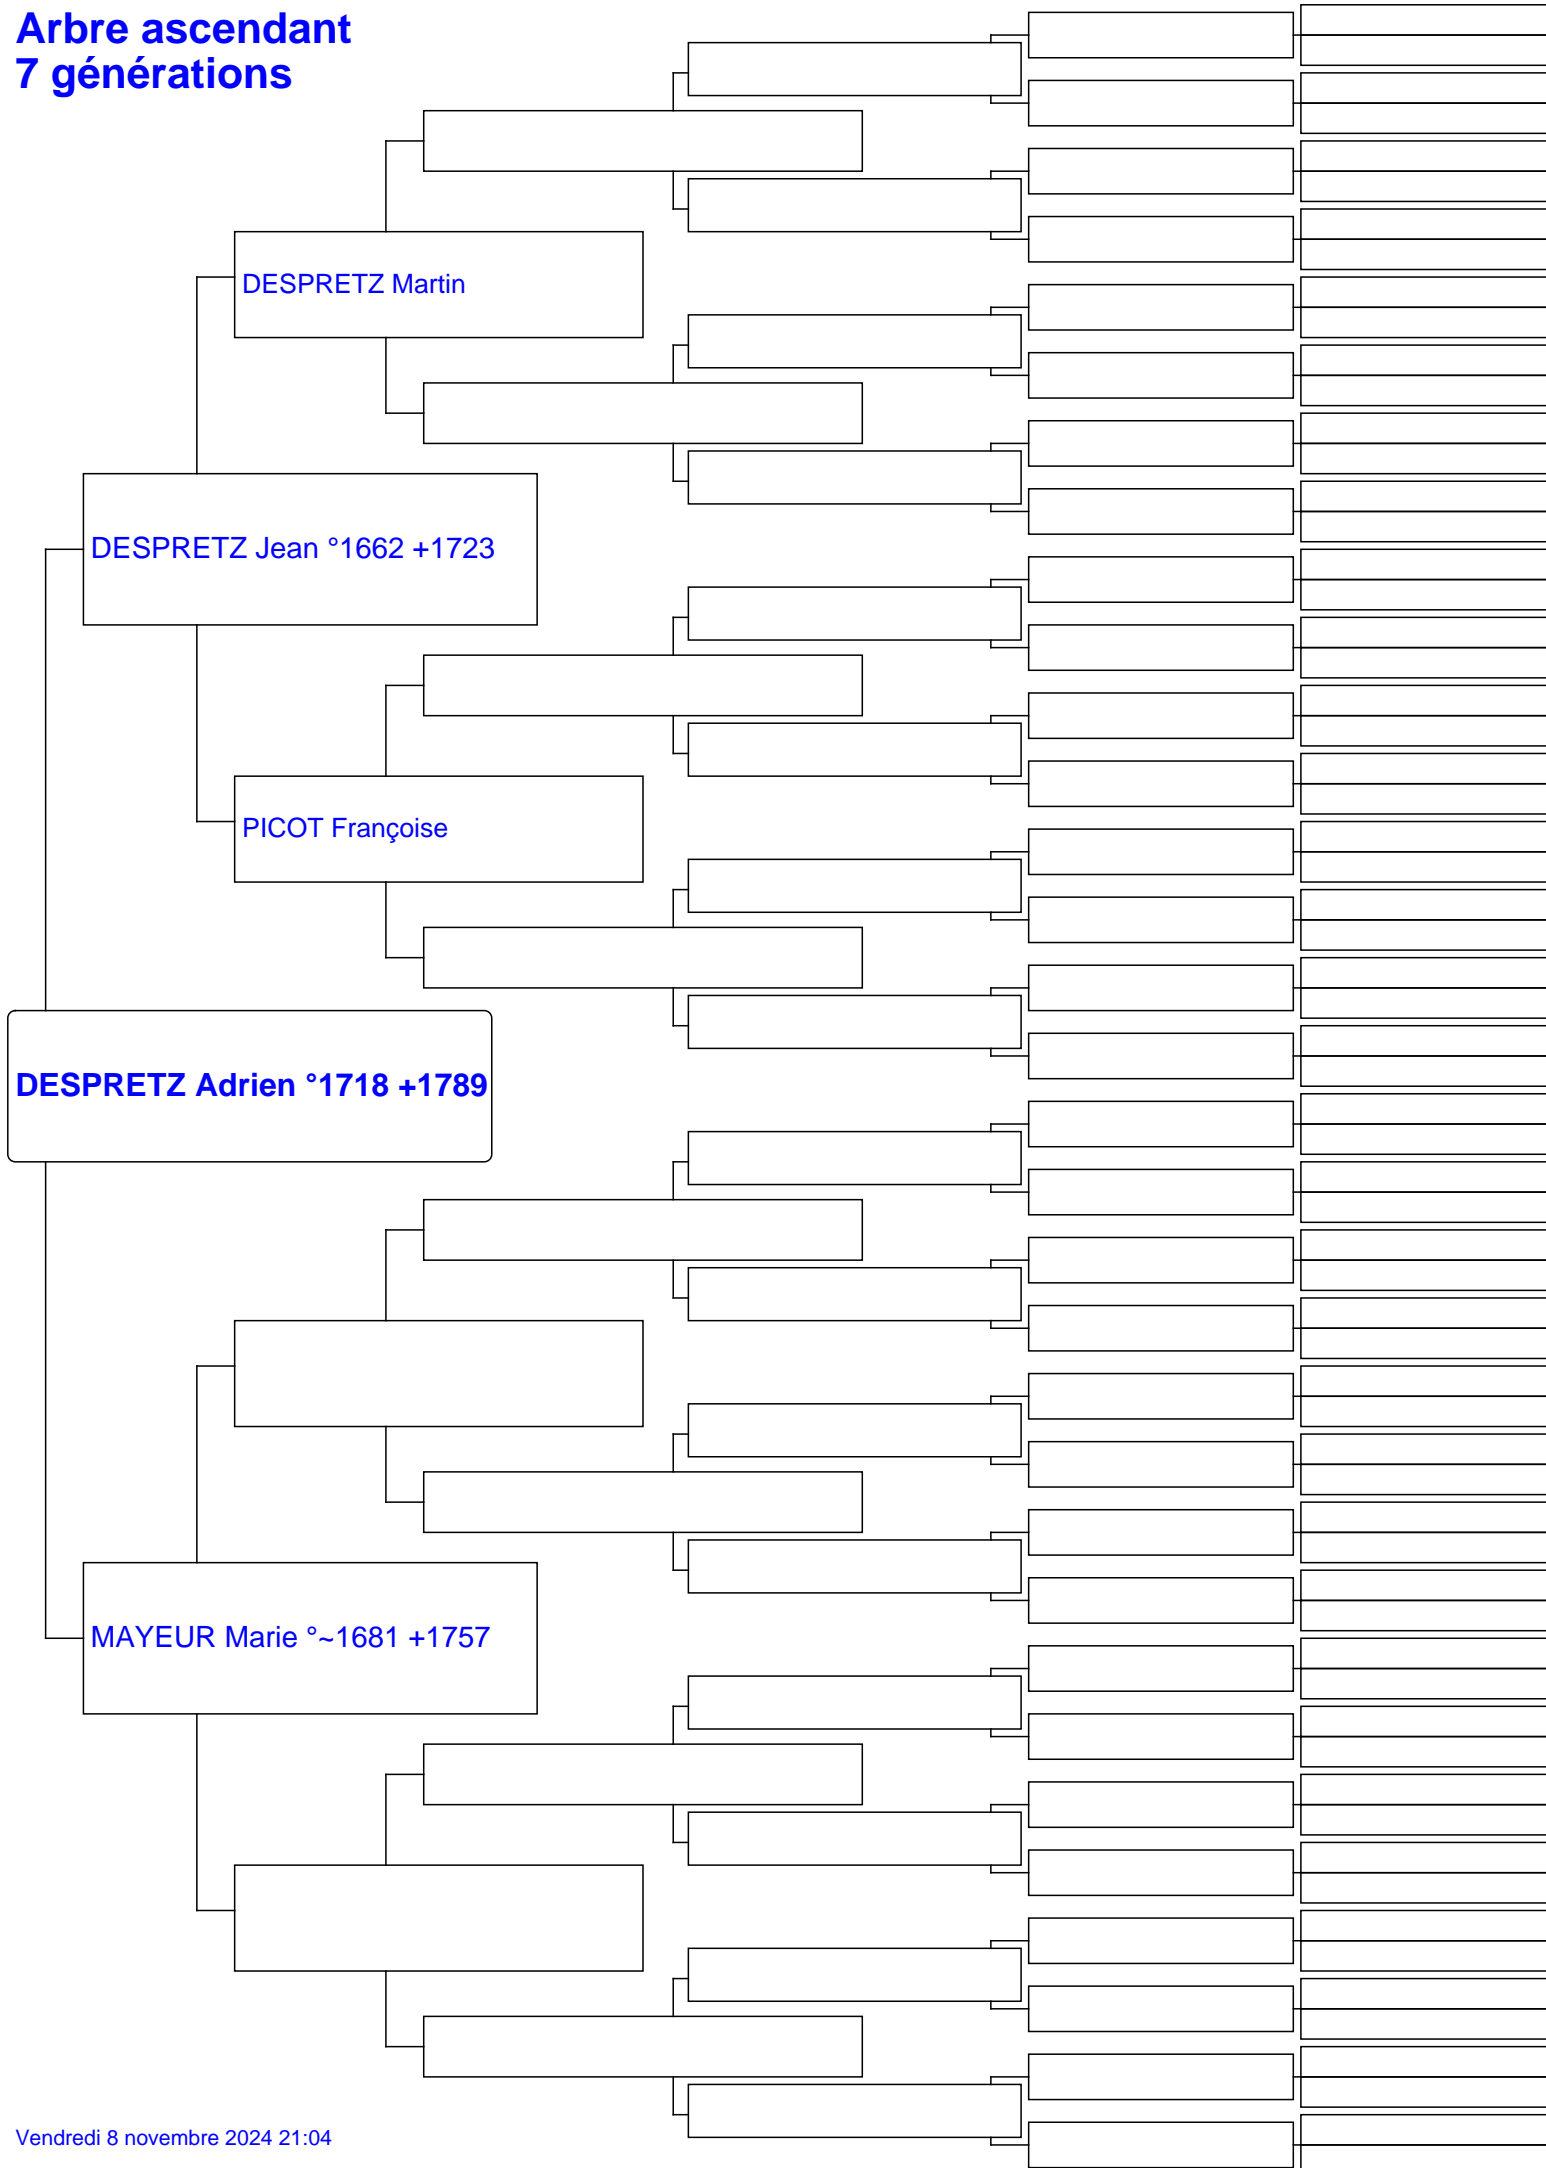 Arbre ascendant
7 générations
DESPRETZ Martin
DESPRETZ Jean °1662 +1723
PICOT Françoise
DESPRETZ Adrien °1718 +1789
MAYEUR Marie °~1681 +1757
Vendredi 8 novembre 2024 21:04